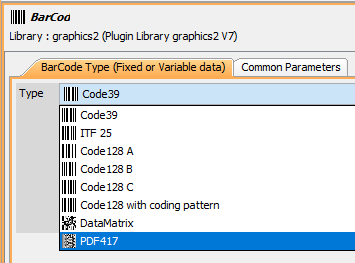 BarCod
Library : graphics2 (Plugin Library graphics2 V7)
BarCode Type (Fixed or Variable data) Common Parameters
Type Code39
Code39
ITF 25
Code128 A
Code128 B
Code128 C
Code128 with coding pattern
DataMatrix
PDF417